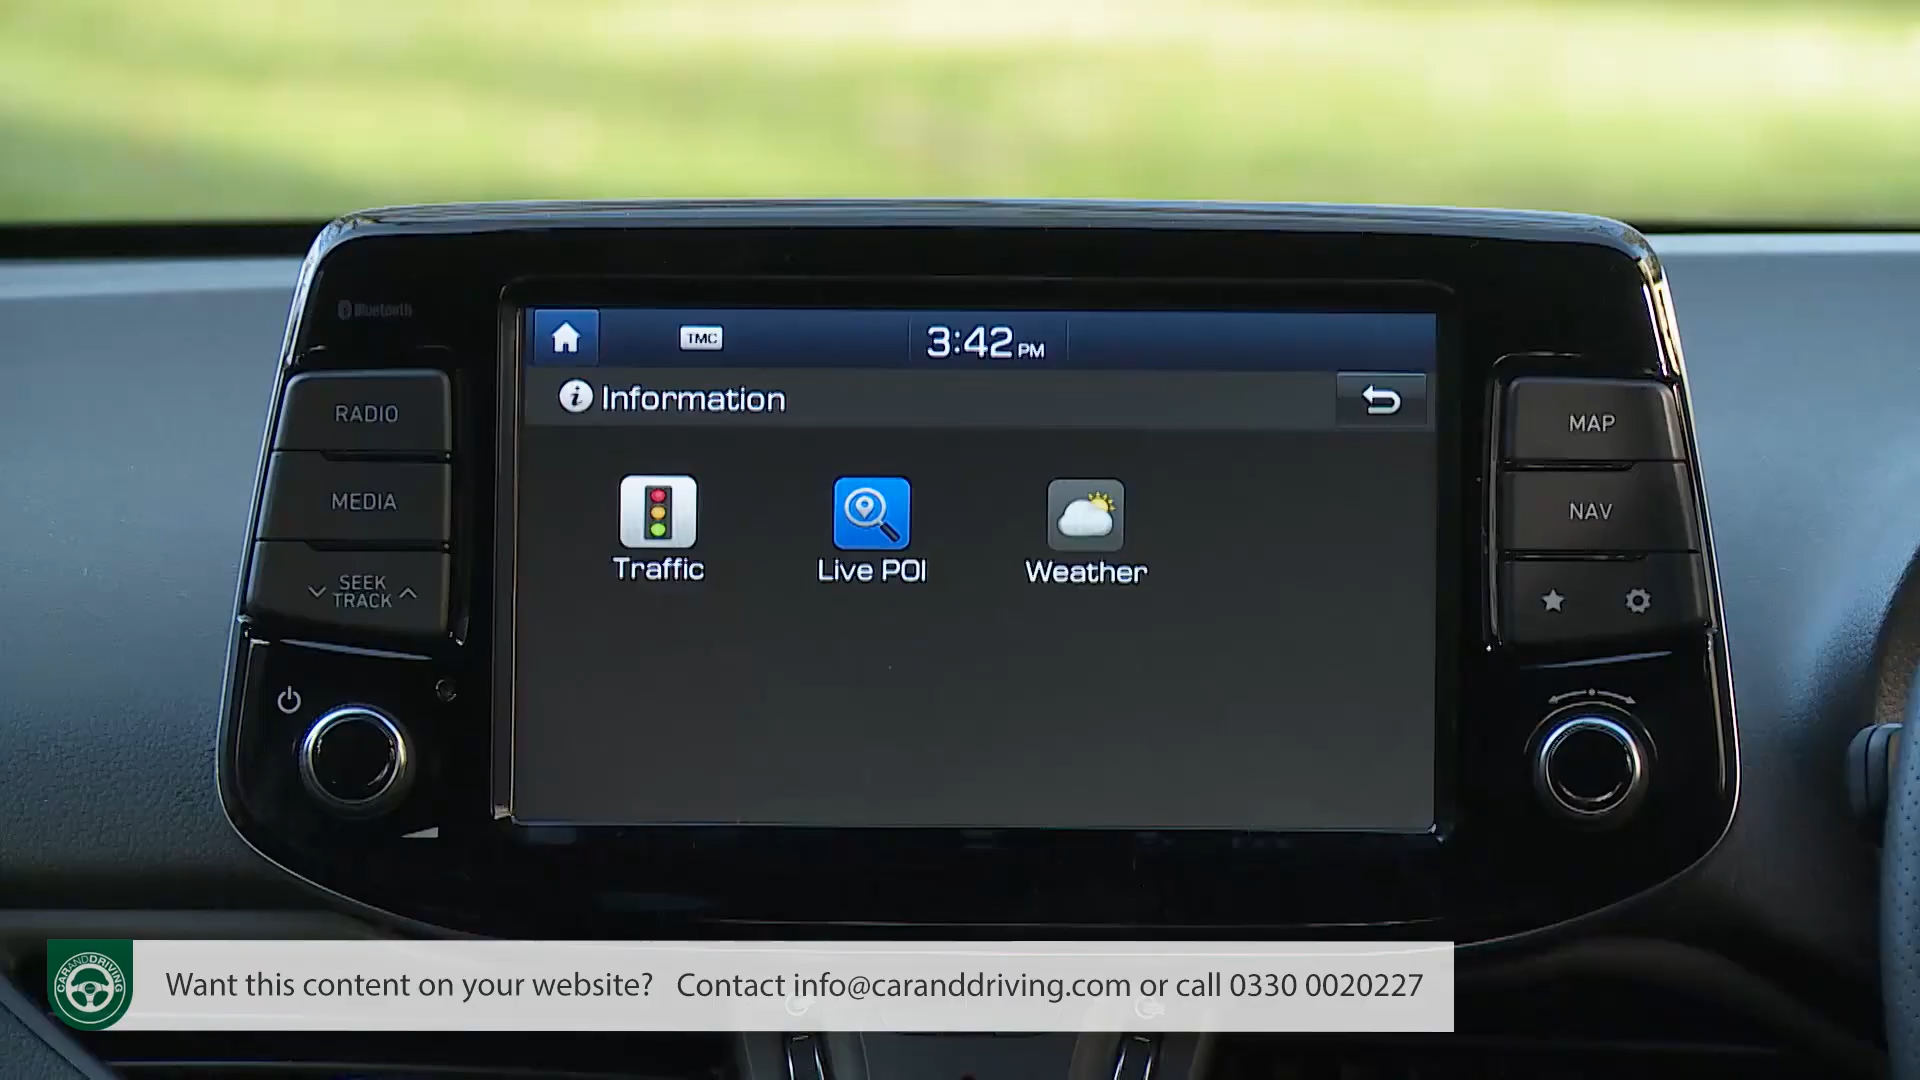 Bluetooth
TMC
3:42 PM
Information
RADIO
MEDIA
SEEK
TRACK
Traffic
Live POI
Weather
MAP
NAV
CARANDDRIVING
Want this content on your website? Contact info@caranddriving.com or call 0330 0020227